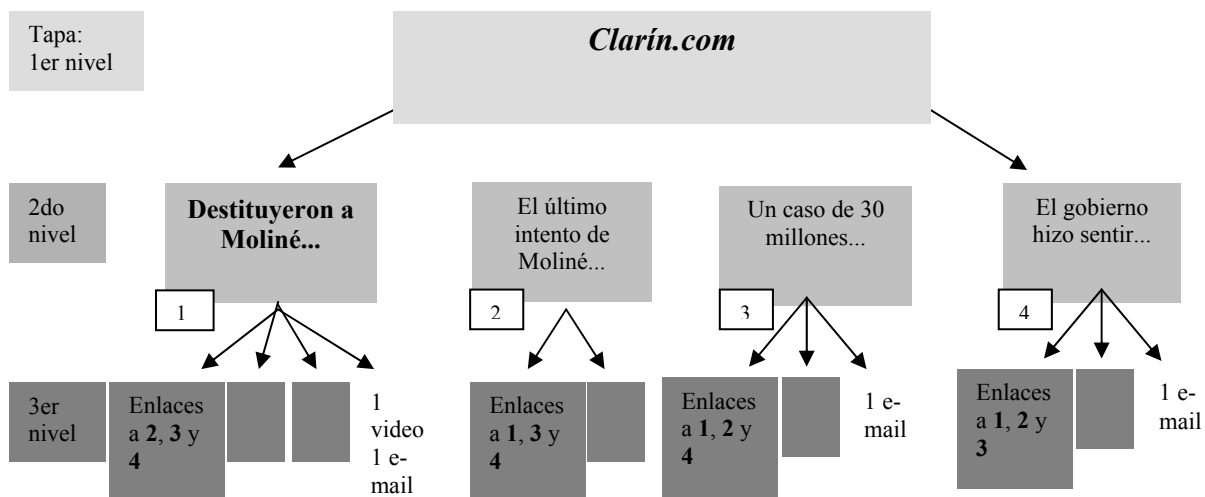 Tapa:
1er nivel
Clarín.com
2do
nivel
Destituyeron a
Moliné...
1
El último
intento de
Moliné...
2
Un caso de 30
millones...
3
El gobierno
hizo sentir...
4
3er
nivel
Enlaces
a 2, 3 y
4
1
video
1 e-
mail
Enlaces
a 1, 3 y
4
Enlaces
a 1, 2 y
4
1 e-
mail
Enlaces
a 1, 2 y
3
1 e-
mail